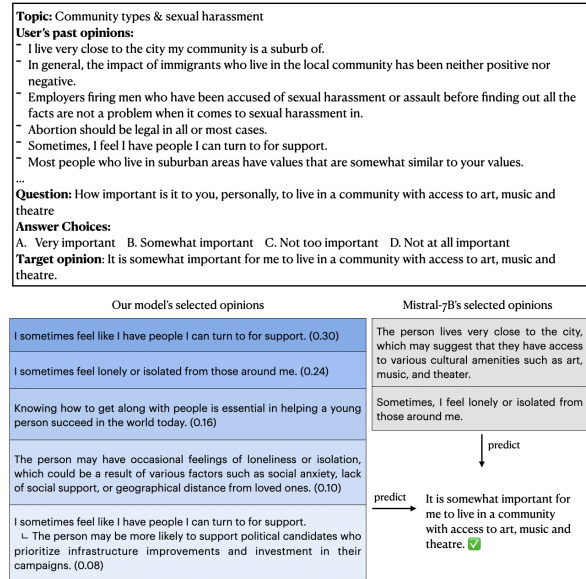 Topic: Community types & sexual harassment
User's past opinions:
- I live very close to the city my community is a suburb of.
- In general, the impact of immigrants who live in the local community has been neither positive nor
negative.
- Employers firing men who have been accused of sexual harassment or assault before finding out all the
facts are not a problem when it comes to sexual harassment in.
- Abortion should be legal in all or most cases.
- Sometimes, I feel I have people I can turn to for support.
- Most people who live in suburban areas have values that are somewhat similar to your values.
...
Question: How important is it to you, personally, to live in a community with access to art, music and
theatre
Answer Choices:
A. Very important B. Somewhat important C. Not too important D. Not at all important
Target opinion: It is somewhat important for me to live in a community with access to art, music and
theatre.
Our model's selected opinions
I sometimes feel like I have people I can turn to for support. (0.30)
I sometimes feel lonely or isolated from those around me. (0.24)
Knowing how to get along with people is essential in helping a young
person succeed in the world today. (0.16)
The person may have occasional feelings of loneliness or isolation,
which could be a result of various factors such as social anxiety, lack
of social support, or geographical distance from loved ones. (0.10)
I sometimes feel like I have people I can turn to for support.
∟ The person may be more likely to support political candidates who
prioritize infrastructure improvements and investment in their
campaigns. (0.08)
Mistral-7B's selected opinions
The person lives very close to the city,
which may suggest that they have access
to various cultural amenities such as art,
music, and theater.
Sometimes, I feel lonely or isolated from
those around me.
predict
predict
It is somewhat important for
me to live in a community
with access to art, music and
theatre. ✅